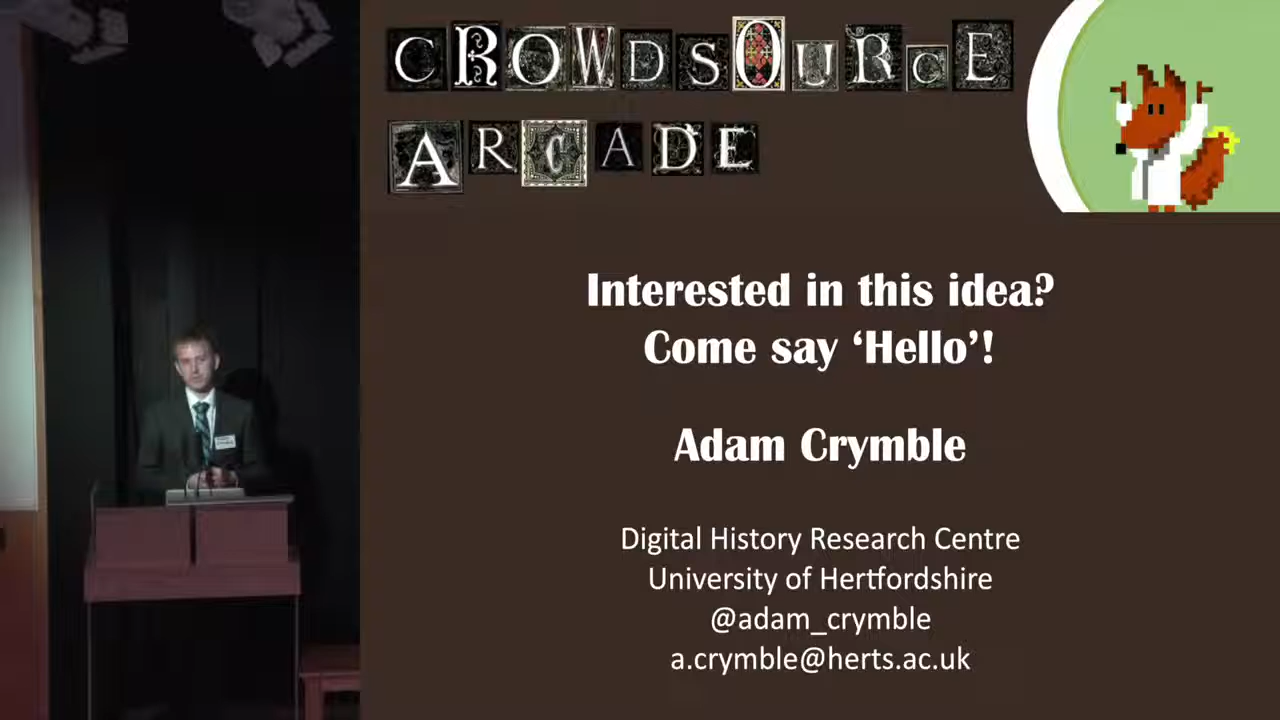 CROWDSOURCE
ARCADE
Interested in this idea?
Come say ‘Hello’!
Adam Crymble
Digital History Research Centre
University of Hertfordshire
@adam_crymble
a.crymble@herts.ac.uk